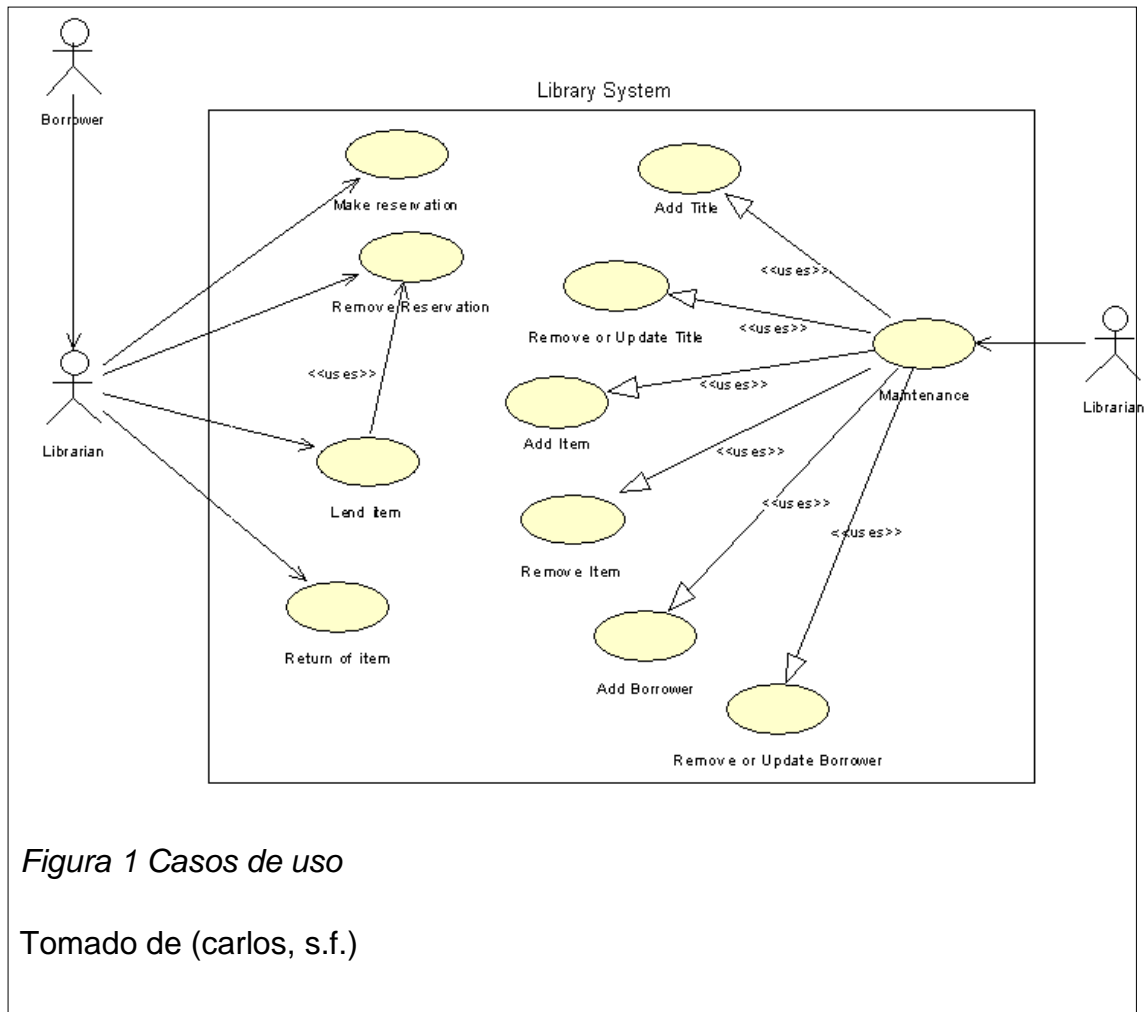 Library System
Borrower
Make reservation
Add Title
<<uses>>
Remove Reservation
Remove or Update Title
<<uses>>
<<uses>>
<<uses>>
Maintenance
Librarian
Add Item
Librarian
<<uses>>
Lend item
<<uses>>
<<uses>>
Remove Item
Return of item
Add Borrower
Remove or Update Borrower
Figura 1 Casos de uso
Tomado de (carlos, s.f.)